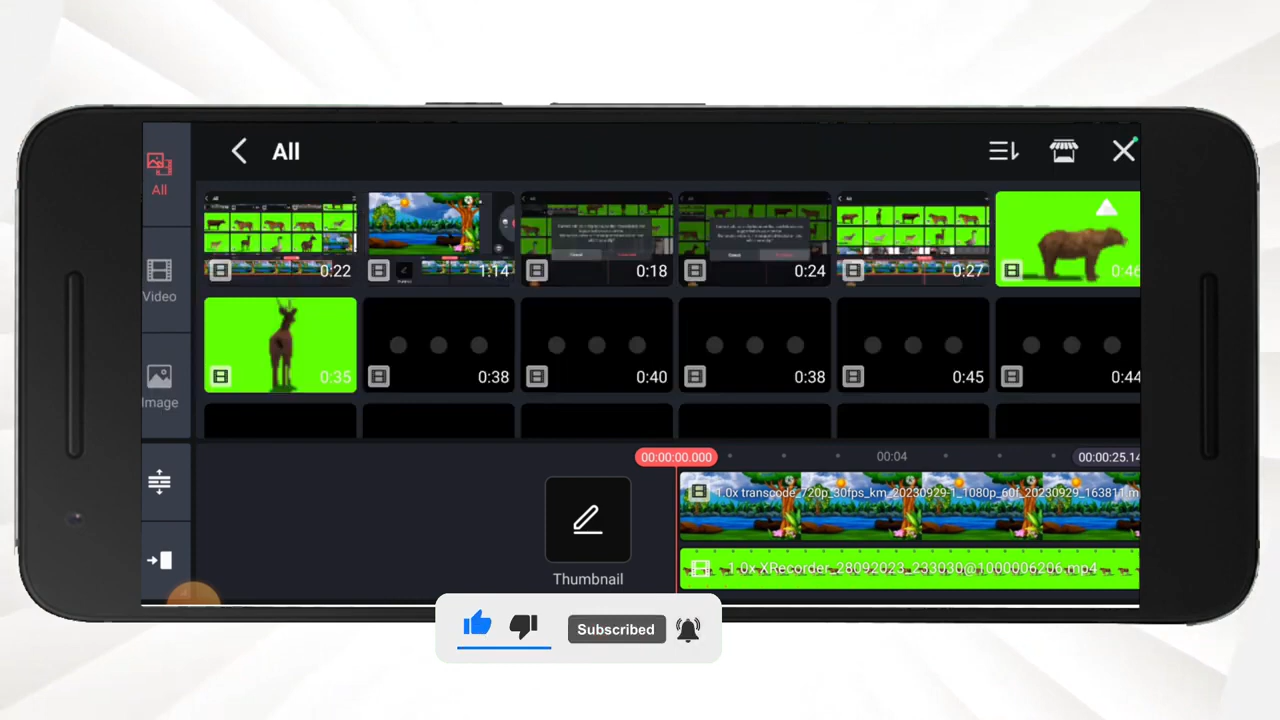 All
All
0:22
1:14
0:18
0:24
0:27
0:46
Video
0:35
0:38
0:40
0:38
0:45
0:44
Image
00:00:00.000
00:04
00:00:25.14
1.0x transcode_720p_30fps_km_20230929-1_1080p_60f_20230929_163811.m
1.0x XRecorder_28092023_233030@1000006206.mp4
Thumbnail
Subscribed